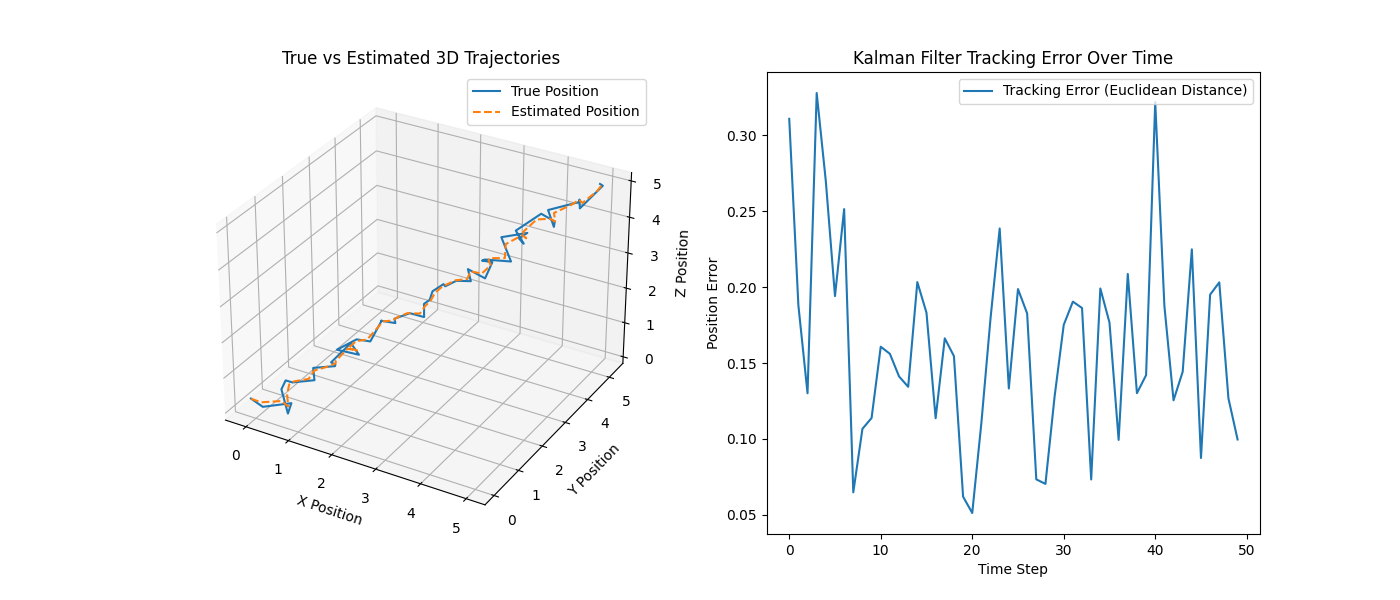 True vs Estimated 3D Trajectories
True Position
Estimated Position
0
1
2
3
4
5
X Position
0
1
2
3
4
5
Y Position
0
1
2
3
4
5
Z Position
Kalman Filter Tracking Error Over Time
Tracking Error (Euclidean Distance)
0.30
0.25
0.20
0.15
0.10
0.05
Position Error
0 10 20 30 40 50
Time Step